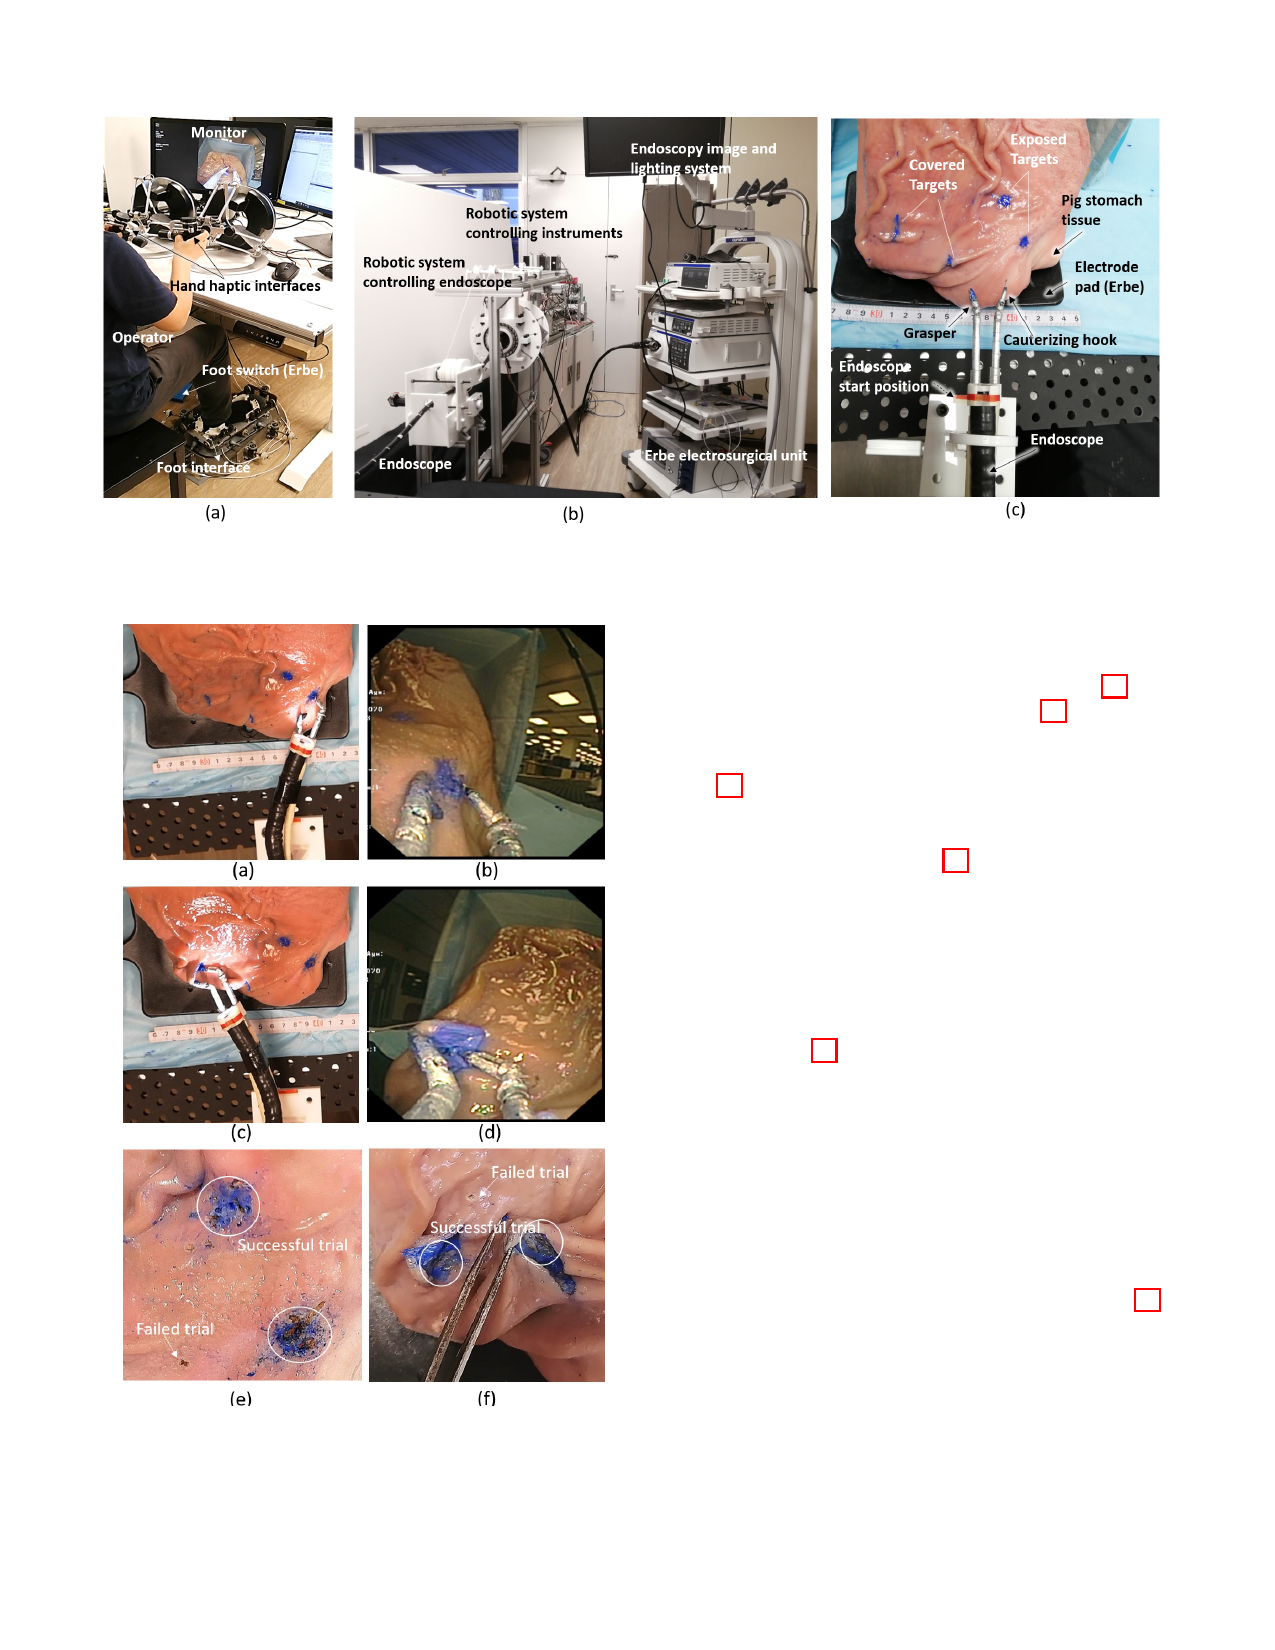 Monitor
Hand haptic interfaces
Operator
Foot switch (Erbe)
Foot interface
(a)
Endoscopy image and
lighting system
Robotic system
controlling instruments
Robotic system
controlling endoscope
OLYMPUS
Endoscope
Erbe electrosurgical unit
(b)
Exposed
Targets
Covered
Targets
Pig stomach
tissue
Electrode
pad (Erbe)
Grasper
Cauterizing hook
Endoscope
start position
Endoscope
(c)
(a)
(b)
(c)
(d)
Successful trial
Failed trial
(e)
Failed trial
Successful trial
(f)